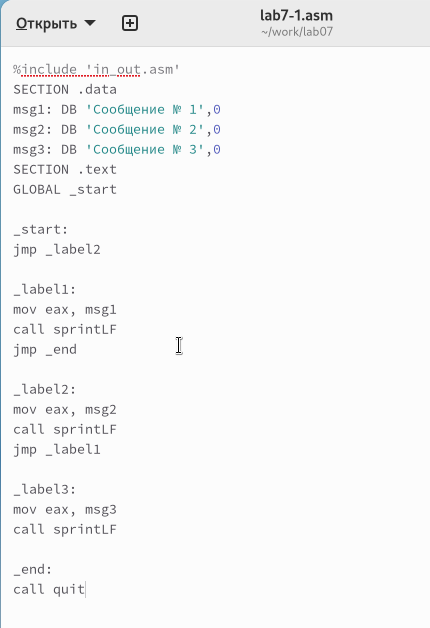 Открыть
lab7-1.asm
~/work/lab07
%include 'in_out.asm'
SECTION .data
msg1: DB 'Сообщение № 1',0
msg2: DB 'Сообщение № 2',0
msg3: DB 'Сообщение № 3',0
SECTION .text
GLOBAL _start
_start:
jmp _label2
_label1:
mov eax, msg1
call sprintLF
jmp _end
_label2:
mov eax, msg2
call sprintLF
jmp _label1
_label3:
mov eax, msg3
call sprintLF
_end:
call quit